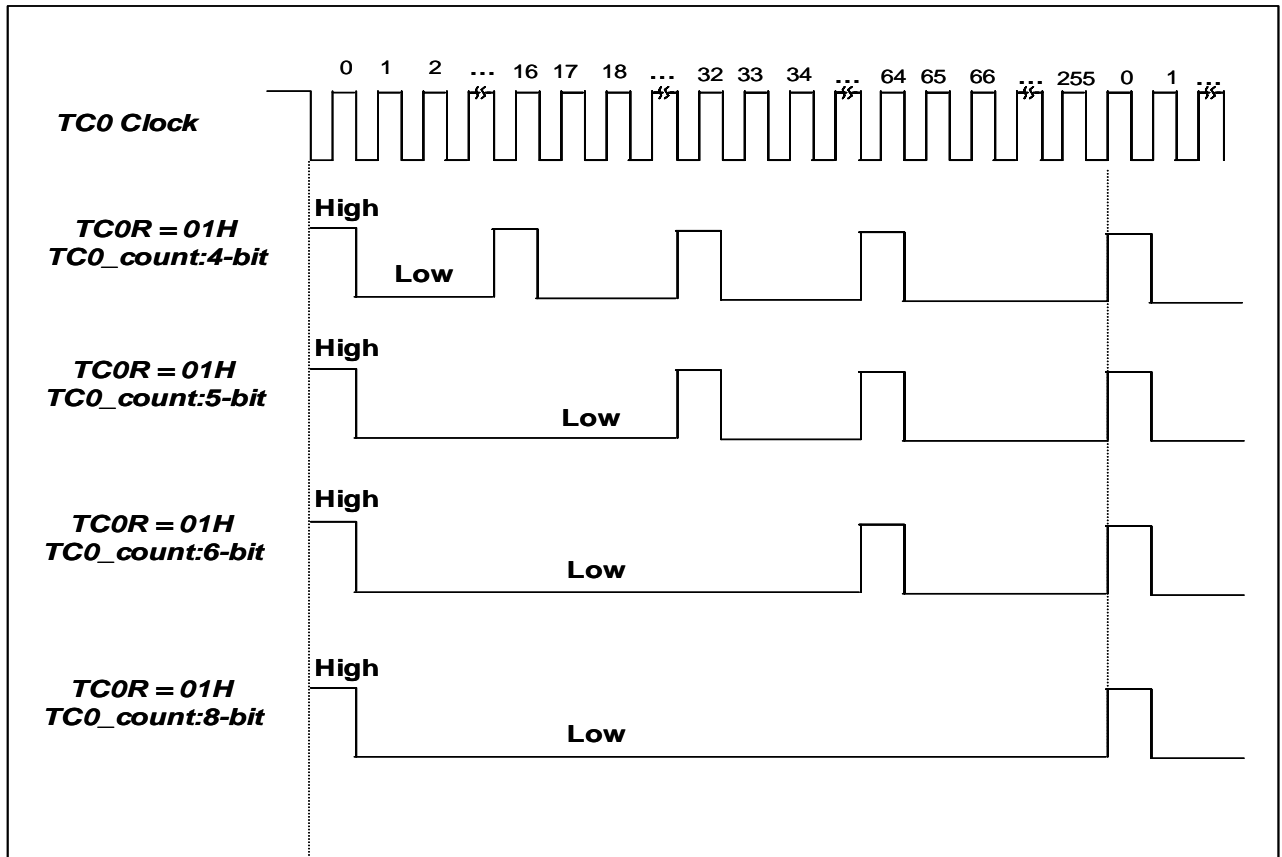 0 1 2 ... 16 17 18 ... 32 33 34 ... 64 65 66 ... 255 0 1 ...
TC0 Clock
High
TC0R = 01H
TC0_count:4-bit
Low
High
TC0R = 01H
TC0_count:5-bit
Low
High
TC0R = 01H
TC0_count:6-bit
Low
High
TC0R = 01H
TC0_count:8-bit
Low